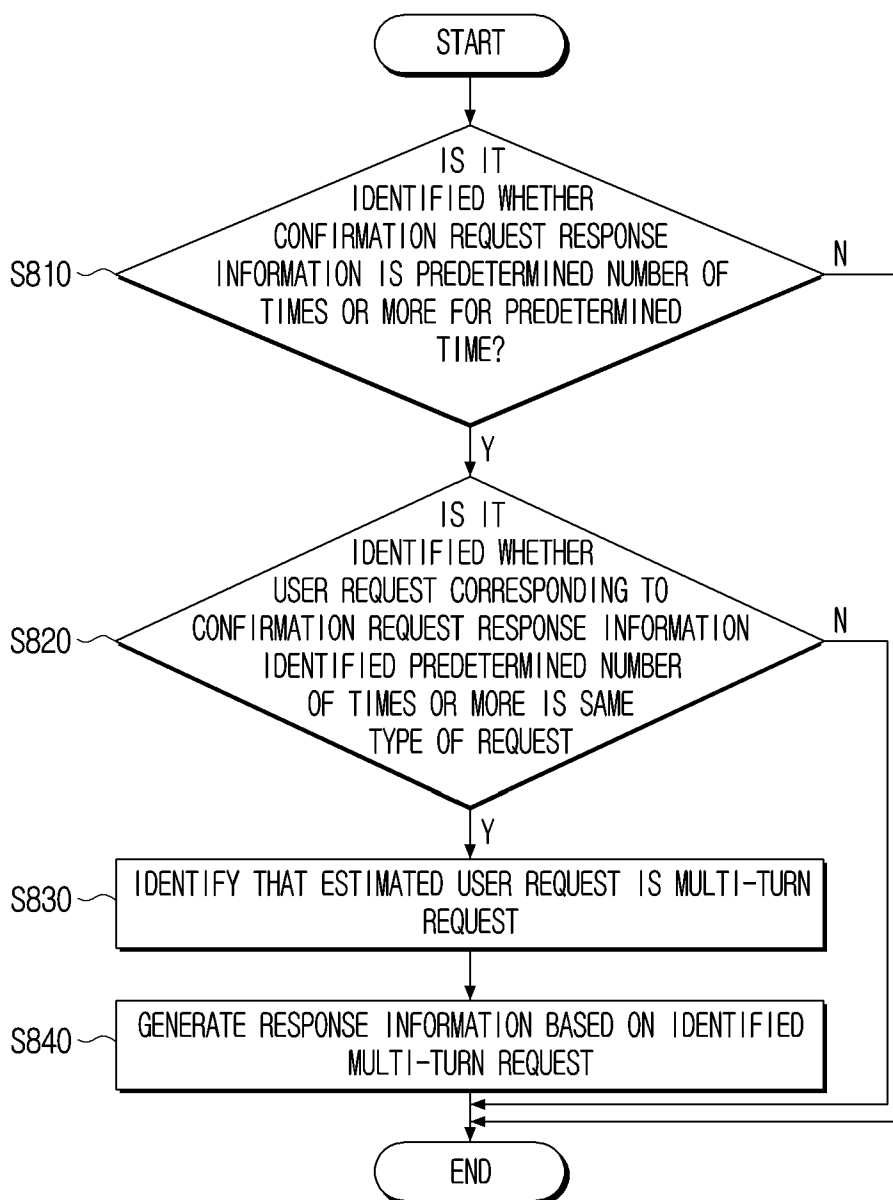 START
IS IT
IDENTIFIED WHETHER
CONFIRMATION REQUEST RESPONSE
INFORMATION IS PREDETERMINED NUMBER OF
TIMES OR MORE FOR PREDETERMINED
TIME?
S810
N
Y
IS IT
IDENTIFIED WHETHER
USER REQUEST CORRESPONDING TO
CONFIRMATION REQUEST RESPONSE INFORMATION
IDENTIFIED PREDETERMINED NUMBER
OF TIMES OR MORE IS SAME
TYPE OF REQUEST
S820
N
Y
S830
IDENTIFY THAT ESTIMATED USER REQUEST IS MULTI-TURN
REQUEST
S840
GENERATE RESPONSE INFORMATION BASED ON IDENTIFIED
MULTI-TURN REQUEST
END